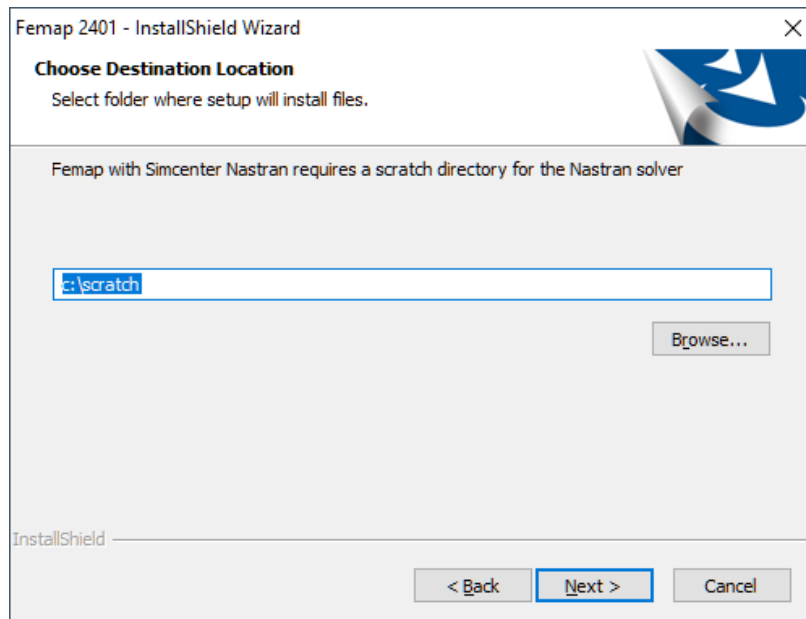 Femap 2401 - InstallShield Wizard
Choose Destination Location
Select folder where setup will install files.
Femap with Simcenter Nastran requires a scratch directory for the Nastran solver
c:\scratch
Browse...
InstallShield
< Back Next > Cancel